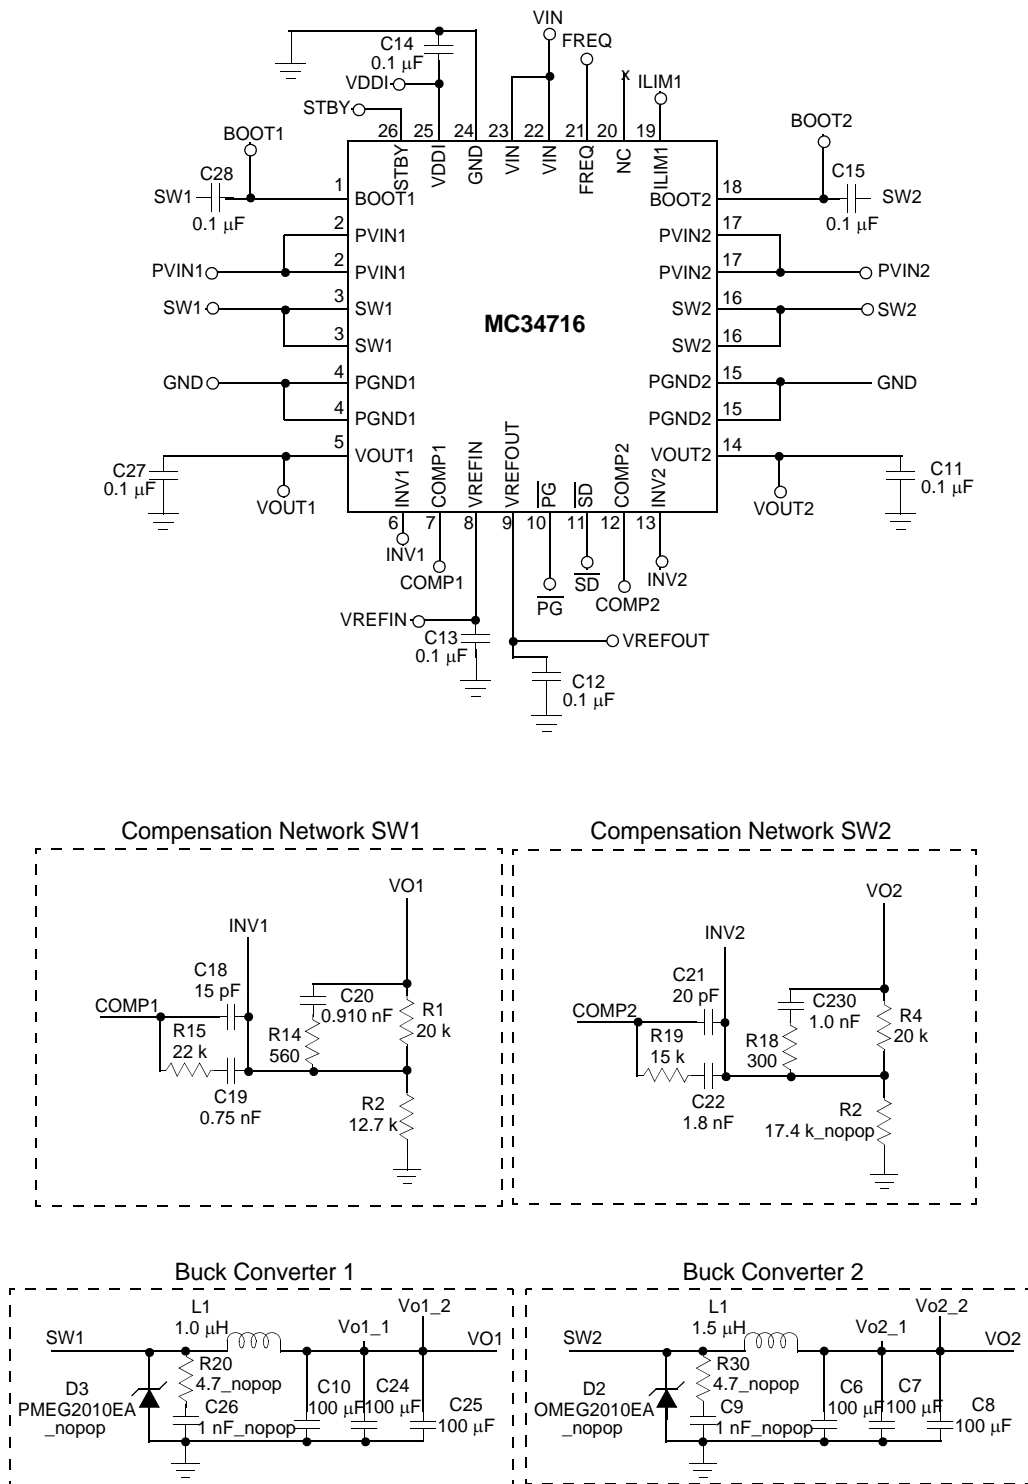 VIN
FREQ
C14
0.1 μF
VDDI
ILIM1
STBY
BOOT1
BOOT2
26 25 24 23 22 21 20 19
x
STBY VDDI GND VIN VIN FREQ NC ILIM1
C28
SW1
0.1 μF
1 BOOT1
BOOT2 18
C15
SW2
0.1 μF
2 PVIN1
PVIN2 17
PVIN1 2 PVIN1
PVIN2 17 PVIN2
SW1 3 SW1
SW2 16 SW2
3 SW1
SW2 16
MC34716
GND 4 PGND1
PGND2 15 GND
4 PGND1
PGND2 15
5 VOUT1
VOUT2 14
C27
0.1 μF
VOUT1
C11
0.1 μF
VOUT2
INV1 COMP1 VREFIN VREFOUT PG SD COMP2 INV2
6 7 8 9 10 11 12 13
INV1
COMP1
PG
SD
COMP2
INV2
VREFIN
C13
0.1 μF
VREFOUT
C12
0.1 μF
Compensation Network SW1
VO1
INV1
C18
15 pF
COMP1
C20
0.910 nF
R1
20 k
R15
22 k
R14
560
C19
0.75 nF
R2
12.7 k
Compensation Network SW2
VO2
INV2
C21
20 pF
COMP2
C230
1.0 nF
R4
20 k
R19
15 k
R18
300
C22
1.8 nF
R2
17.4 k_nopop
Buck Converter 1
L1
1.0 μH
Vo1_2
SW1
Vo1_1
VO1
R20
4.7_nopop
D3
PMEG2010EA
_nopop
C26
1 nF_nopop
C10
100 μF
C24
100 μF
C25
100 μF
Buck Converter 2
L1
1.5 μH
Vo2_2
SW2
Vo2_1
VO2
R30
4.7_nopop
D2
OMEG2010EA
_nopop
C9
1 nF_nopop
C6
100 μF
C7
100 μF
C8
100 μF